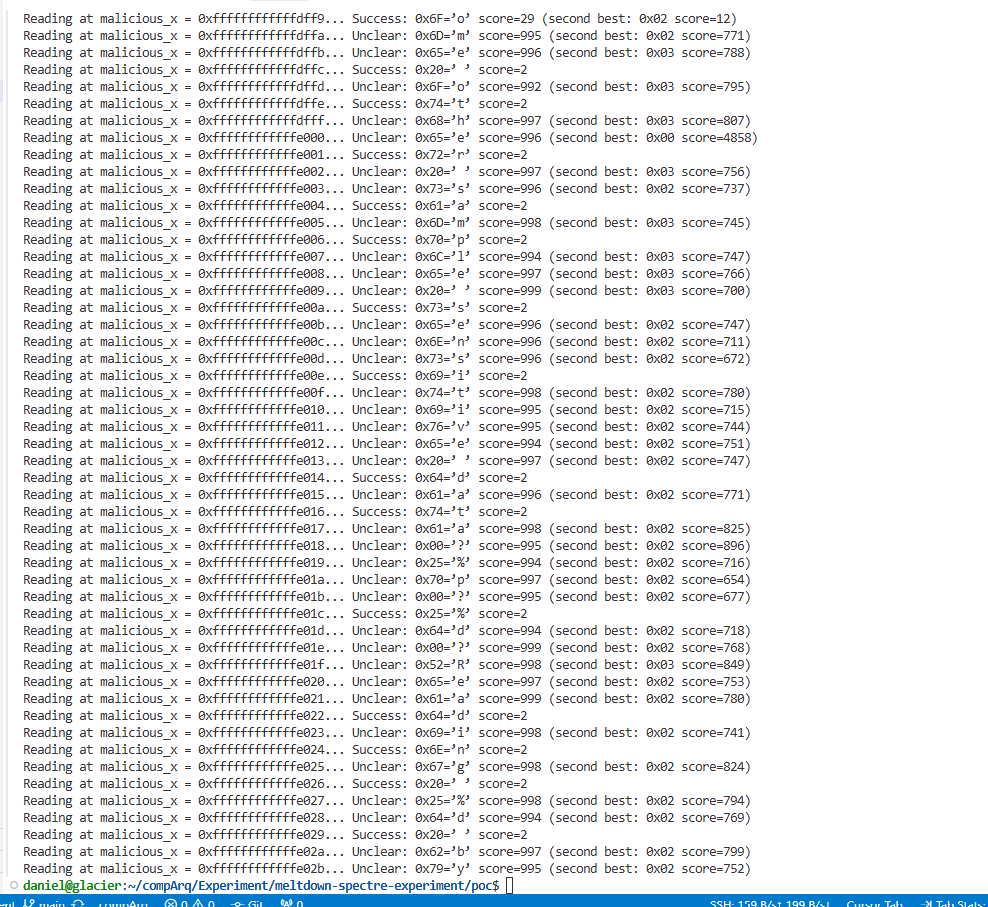 Reading at malicious_x = 0xffffffffffffdff9... Success: 0x6F=’o’ score=29 (second best: 0x02 score=12)
Reading at malicious_x = 0xffffffffffffdffa... Unclear: 0x6D=’m’ score=995 (second best: 0x02 score=771)
Reading at malicious_x = 0xffffffffffffdffb... Unclear: 0x65=’e’ score=996 (second best: 0x03 score=788)
Reading at malicious_x = 0xffffffffffffdffc... Success: 0x20=’ ’ score=2
Reading at malicious_x = 0xffffffffffffdffd... Unclear: 0x6F=’o’ score=992 (second best: 0x03 score=795)
Reading at malicious_x = 0xffffffffffffdffe... Success: 0x74=’t’ score=2
Reading at malicious_x = 0xffffffffffffdfff... Unclear: 0x68=’h’ score=997 (second best: 0x03 score=807)
Reading at malicious_x = 0xffffffffffffe000... Unclear: 0x65=’e’ score=996 (second best: 0x00 score=4858)
Reading at malicious_x = 0xffffffffffffe001... Success: 0x72=’r’ score=2
Reading at malicious_x = 0xffffffffffffe002... Unclear: 0x20=’ ’ score=997 (second best: 0x03 score=756)
Reading at malicious_x = 0xffffffffffffe003... Unclear: 0x73=’s’ score=996 (second best: 0x02 score=737)
Reading at malicious_x = 0xffffffffffffe004... Success: 0x61=’a’ score=2
Reading at malicious_x = 0xffffffffffffe005... Unclear: 0x6D=’m’ score=998 (second best: 0x03 score=745)
Reading at malicious_x = 0xffffffffffffe006... Success: 0x70=’p’ score=2
Reading at malicious_x = 0xffffffffffffe007... Unclear: 0x6C=’l’ score=994 (second best: 0x03 score=747)
Reading at malicious_x = 0xffffffffffffe008... Unclear: 0x65=’e’ score=997 (second best: 0x03 score=766)
Reading at malicious_x = 0xffffffffffffe009... Unclear: 0x20=’ ’ score=999 (second best: 0x03 score=700)
Reading at malicious_x = 0xffffffffffffe00a... Success: 0x73=’s’ score=2
Reading at malicious_x = 0xffffffffffffe00b... Unclear: 0x65=’e’ score=996 (second best: 0x02 score=747)
Reading at malicious_x = 0xffffffffffffe00c... Unclear: 0x6E=’n’ score=996 (second best: 0x02 score=711)
Reading at malicious_x = 0xffffffffffffe00d... Unclear: 0x73=’s’ score=996 (second best: 0x02 score=672)
Reading at malicious_x = 0xffffffffffffe00e... Success: 0x69=’i’ score=2
Reading at malicious_x = 0xffffffffffffe00f... Unclear: 0x74=’t’ score=998 (second best: 0x02 score=780)
Reading at malicious_x = 0xffffffffffffe010... Unclear: 0x69=’i’ score=995 (second best: 0x02 score=715)
Reading at malicious_x = 0xffffffffffffe011... Unclear: 0x76=’v’ score=995 (second best: 0x02 score=744)
Reading at malicious_x = 0xffffffffffffe012... Unclear: 0x65=’e’ score=994 (second best: 0x02 score=751)
Reading at malicious_x = 0xffffffffffffe013... Unclear: 0x20=’ ’ score=997 (second best: 0x02 score=747)
Reading at malicious_x = 0xffffffffffffe014... Success: 0x64=’d’ score=2
Reading at malicious_x = 0xffffffffffffe015... Unclear: 0x61=’a’ score=996 (second best: 0x02 score=771)
Reading at malicious_x = 0xffffffffffffe016... Success: 0x74=’t’ score=2
Reading at malicious_x = 0xffffffffffffe017... Unclear: 0x61=’a’ score=998 (second best: 0x02 score=825)
Reading at malicious_x = 0xffffffffffffe018... Unclear: 0x00=’?’ score=995 (second best: 0x02 score=896)
Reading at malicious_x = 0xffffffffffffe019... Unclear: 0x25=’%’ score=994 (second best: 0x02 score=716)
Reading at malicious_x = 0xffffffffffffe01a... Unclear: 0x70=’p’ score=997 (second best: 0x02 score=654)
Reading at malicious_x = 0xffffffffffffe01b... Unclear: 0x00=’?’ score=995 (second best: 0x02 score=677)
Reading at malicious_x = 0xffffffffffffe01c... Success: 0x25=’%’ score=2
Reading at malicious_x = 0xffffffffffffe01d... Unclear: 0x64=’d’ score=994 (second best: 0x02 score=718)
Reading at malicious_x = 0xffffffffffffe01e... Unclear: 0x00=’?’ score=999 (second best: 0x02 score=768)
Reading at malicious_x = 0xffffffffffffe01f... Unclear: 0x52=’R’ score=998 (second best: 0x03 score=849)
Reading at malicious_x = 0xffffffffffffe020... Unclear: 0x65=’e’ score=997 (second best: 0x02 score=753)
Reading at malicious_x = 0xffffffffffffe021... Unclear: 0x61=’a’ score=999 (second best: 0x02 score=780)
Reading at malicious_x = 0xffffffffffffe022... Success: 0x64=’d’ score=2
Reading at malicious_x = 0xffffffffffffe023... Unclear: 0x69=’i’ score=998 (second best: 0x02 score=741)
Reading at malicious_x = 0xffffffffffffe024... Success: 0x6E=’n’ score=2
Reading at malicious_x = 0xffffffffffffe025... Unclear: 0x67=’g’ score=998 (second best: 0x02 score=824)
Reading at malicious_x = 0xffffffffffffe026... Success: 0x20=’ ’ score=2
Reading at malicious_x = 0xffffffffffffe027... Unclear: 0x25=’%’ score=998 (second best: 0x02 score=794)
Reading at malicious_x = 0xffffffffffffe028... Unclear: 0x64=’d’ score=994 (second best: 0x02 score=769)
Reading at malicious_x = 0xffffffffffffe029... Success: 0x20=’ ’ score=2
Reading at malicious_x = 0xffffffffffffe02a... Unclear: 0x62=’b’ score=997 (second best: 0x02 score=799)
Reading at malicious_x = 0xffffffffffffe02b... Unclear: 0x79=’y’ score=995 (second best: 0x02 score=752)
daniel@glacier:~/compArq/Experiment/meltdown-spectre-experiment/poc$
main compArq 0 0 Git 0 SSH: 159 B/s↑ 199 B/s↓ Cursor Tab Tab Stats: